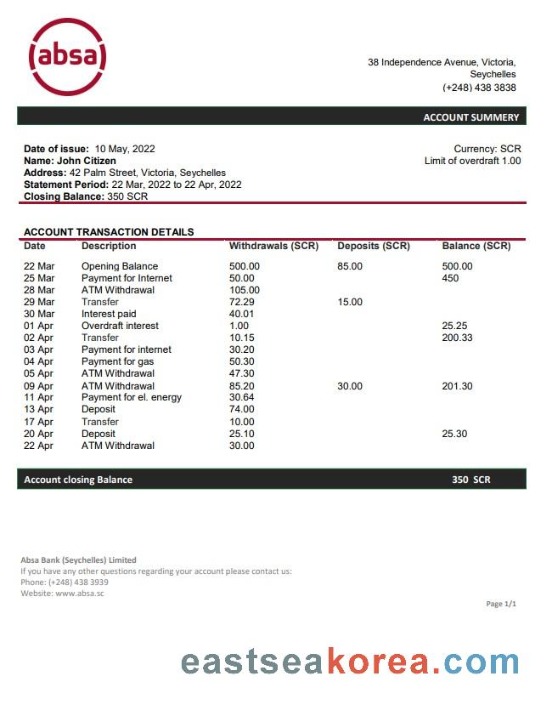 absa
38 Independence Avenue, Victoria,
Seychelles
(+248) 438 3838
ACCOUNT SUMMERY
Date of issue: 10 May, 2022 Currency: SCR
Name: John Citizen Limit of overdraft 1.00
Address: 42 Palm Street, Victoria, Seychelles
Statement Period: 22 Mar, 2022 to 22 Apr, 2022
Closing Balance: 350 SCR
ACCOUNT TRANSACTION DETAILS
Date Description Withdrawals (SCR) Deposits (SCR) Balance (SCR)
22 Mar Opening Balance 500.00 85.00 500.00
25 Mar Payment for Internet 50.00 450
28 Mar ATM Withdrawal 105.00
29 Mar Transfer 72.29 15.00
30 Mar Interest paid 40.01
01 Apr Overdraft interest 1.00 25.25
02 Apr Transfer 10.15 200.33
03 Apr Payment for internet 30.20
04 Apr Payment for gas 50.30
05 Apr ATM Withdrawal 47.30
09 Apr ATM Withdrawal 85.20 30.00 201.30
11 Apr Payment for el. energy 30.64
13 Apr Deposit 74.00
17 Apr Transfer 10.00
20 Apr Deposit 25.10 25.30
22 Apr ATM Withdrawal 30.00
Account closing Balance 350 SCR
Absa Bank (Seychelles) Limited
If you have any other questions regarding your account please contact us:
Phone: (+248) 438 3939
Website: www.absa.sc
Page 1/1
eastseakorea.com